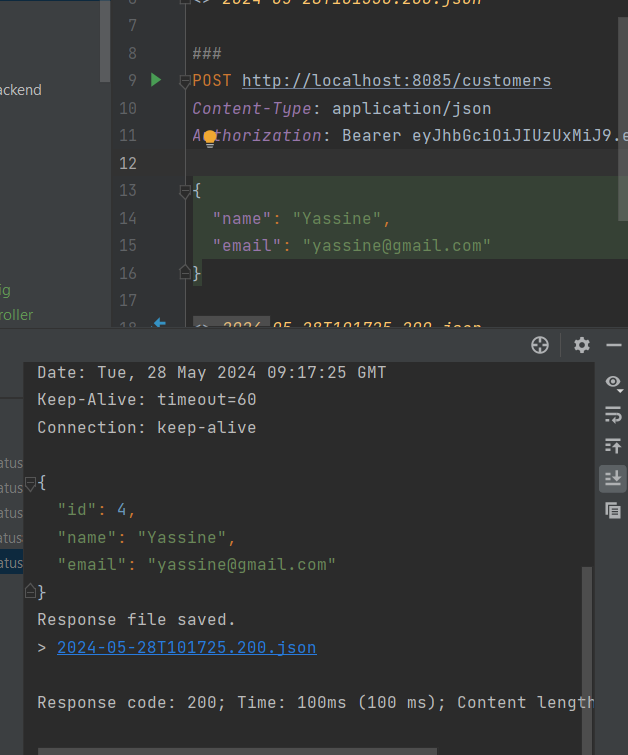 <> 2024-05-28T101550.200.json
7
8 ###
ackend
9 POST http://localhost:8085/customers
10 Content-Type: application/json
11 Authorization: Bearer eyJhbGciOiJIUzUxMiJ9.e
12
13 {
14 "name": "Yassine",
15 "email": "yassine@gmail.com"
16 }
17
ig
roller
18 <> 2024-05-28T101725.200.json
Date: Tue, 28 May 2024 09:17:25 GMT
Keep-Alive: timeout=60
Connection: keep-alive
atus
{
atus
"id": 4,
atus
"name": "Yassine",
atus
"email": "yassine@gmail.com"
atus
}
Response file saved.
> 2024-05-28T101725.200.json
Response code: 200; Time: 100ms (100 ms); Content length